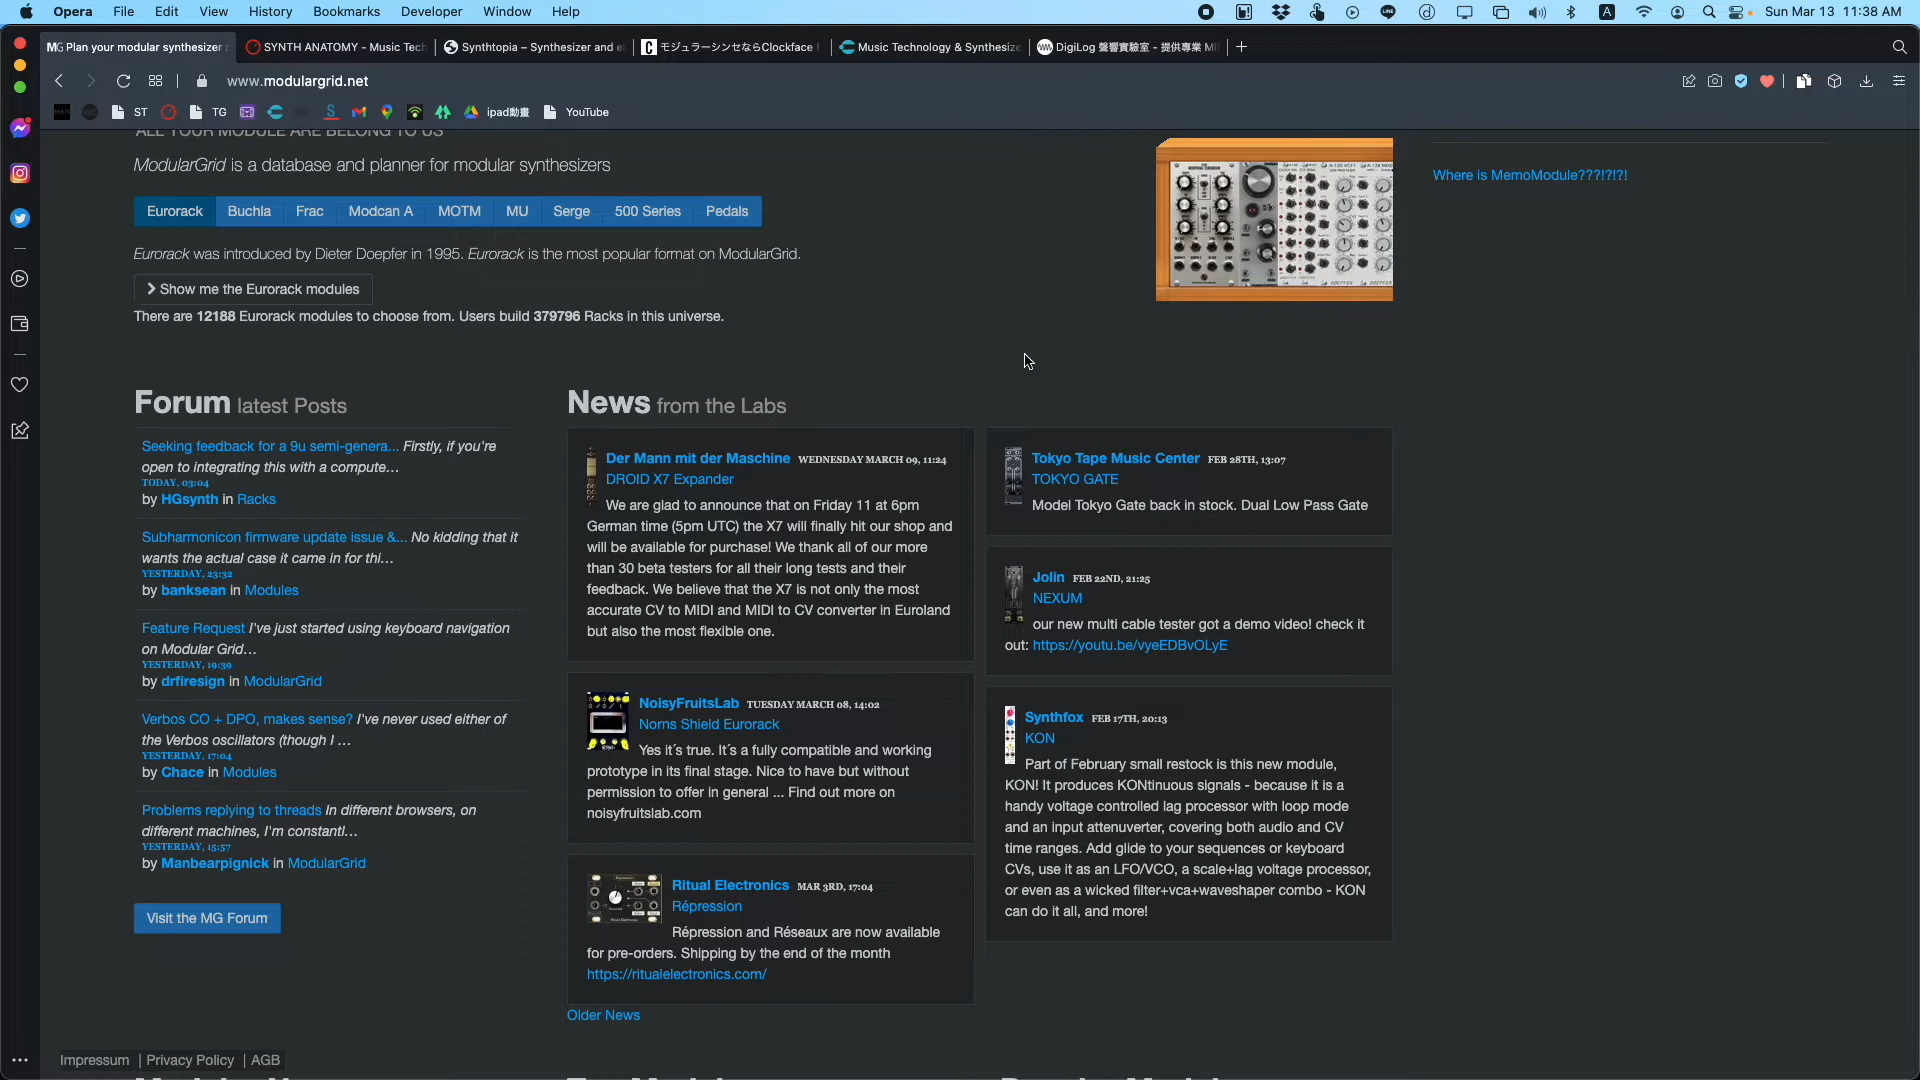 Opera File Edit View History Bookmarks Developer Window Help
Sun Mar 13 11:38 AM
MG Plan your modular synthesizer
SYNTH ANATOMY - Music Tech
Synthtopia – Synthesizer and e
モジュラーシンセならClockface
Music Technology & Synthesize
DigiLog 聲響實驗室 - 提供專業 MI
www.modulargrid.net
ST
TG
ipad動畫
YouTube
ALL YOUR MODULE ARE BELONG TO US
ModularGrid is a database and planner for modular synthesizers
Where is MemoModule???!?!?!
Eurorack Buchla Frac Modcan A MOTM MU Serge 500 Series Pedals
Eurorack was introduced by Dieter Doepfer in 1995. Eurorack is the most popular format on ModularGrid.
Show me the Eurorack modules
There are 12188 Eurorack modules to choose from. Users build 379796 Racks in this universe.
Forum latest Posts
Seeking feedback for a 9u semi-genera... Firstly, if you're
open to integrating this with a compute...
TODAY, 03:04
by HGsynth in Racks
Subharmonicon firmware update issue &... No kidding that it
wants the actual case it came in for thi...
YESTERDAY, 23:32
by banksean in Modules
Feature Request I've just started using keyboard navigation
on Modular Grid...
YESTERDAY, 19:39
by drfiresign in ModularGrid
Verbos CO + DPO, makes sense? I've never used either of
the Verbos oscillators (though I ...
YESTERDAY, 17:04
by Chace in Modules
Problems replying to threads In different browsers, on
different machines, I'm constantl...
YESTERDAY, 15:57
by Manbearpignick in ModularGrid
Visit the MG Forum
News from the Labs
Der Mann mit der Maschine WEDNESDAY MARCH 09, 11:24
DROID X7 Expander
We are glad to announce that on Friday 11 at 6pm
German time (5pm UTC) the X7 will finally hit our shop and
will be available for purchase! We thank all of our more
than 30 beta testers for all their long tests and their
feedback. We believe that the X7 is not only the most
accurate CV to MIDI and MIDI to CV converter in Euroland
but also the most flexible one.
NoisyFruitsLab TUESDAY MARCH 08, 14:02
Norns Shield Eurorack
Yes it´s true. It´s a fully compatible and working
prototype in its final stage. Nice to have but without
permission to offer in general ... Find out more on
noisyfruitslab.com
Ritual Electronics MAR 3RD, 17:04
Répression
Répression and Réseaux are now available
for pre-orders. Shipping by the end of the month
https://ritualelectronics.com/
Older News
Tokyo Tape Music Center FEB 28TH, 13:07
TOKYO GATE
Model Tokyo Gate back in stock. Dual Low Pass Gate
Jolin FEB 22ND, 21:25
NEXUM
our new multi cable tester got a demo video! check it
out: https://youtu.be/vyeEDBvOLyE
Synthfox FEB 17TH, 20:13
KON
Part of February small restock is this new module,
KON! It produces KONtinuous signals - because it is a
handy voltage controlled lag processor with loop mode
and an input attenuverter, covering both audio and CV
time ranges. Add glide to your sequences or keyboard
CVs, use it as an LFO/VCO, a scale+lag voltage processor,
or even as a wicked filter+vca+waveshaper combo - KON
can do it all, and more!
Impressum | Privacy Policy | AGB